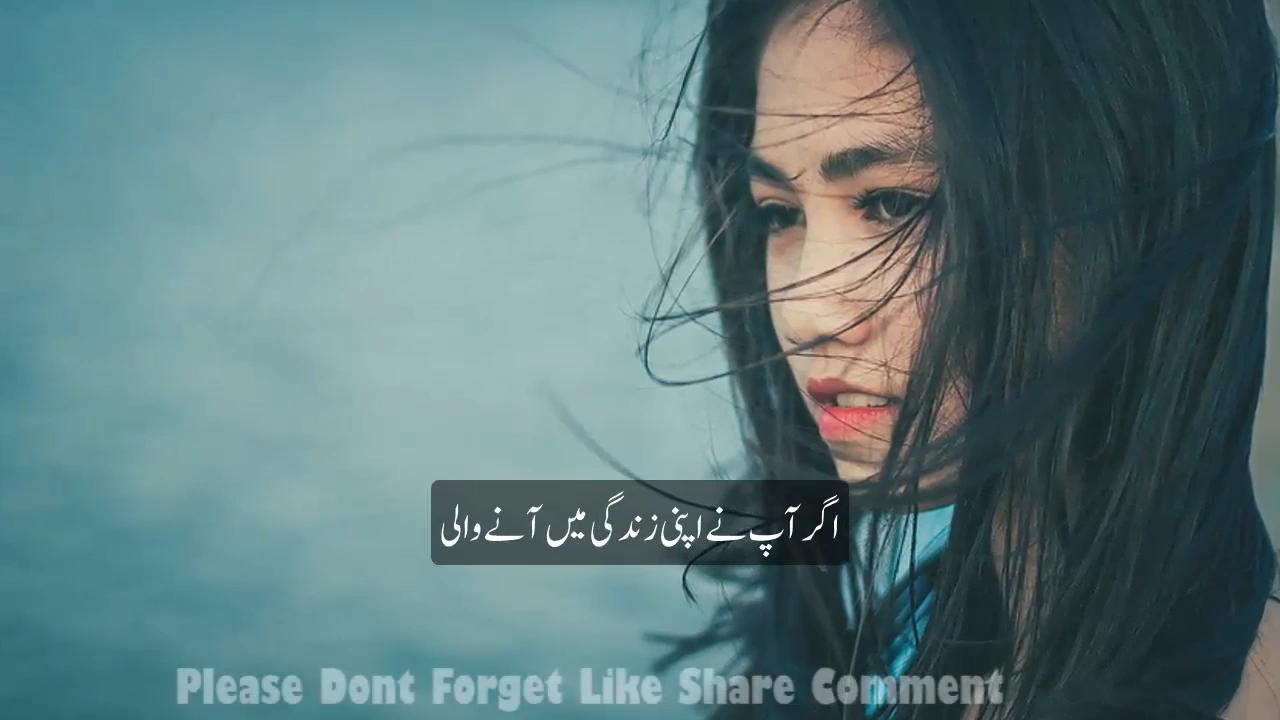 اگر آپ نے اپنی زندگی میں آنے والی
Please Dont Forget Like Share Comment